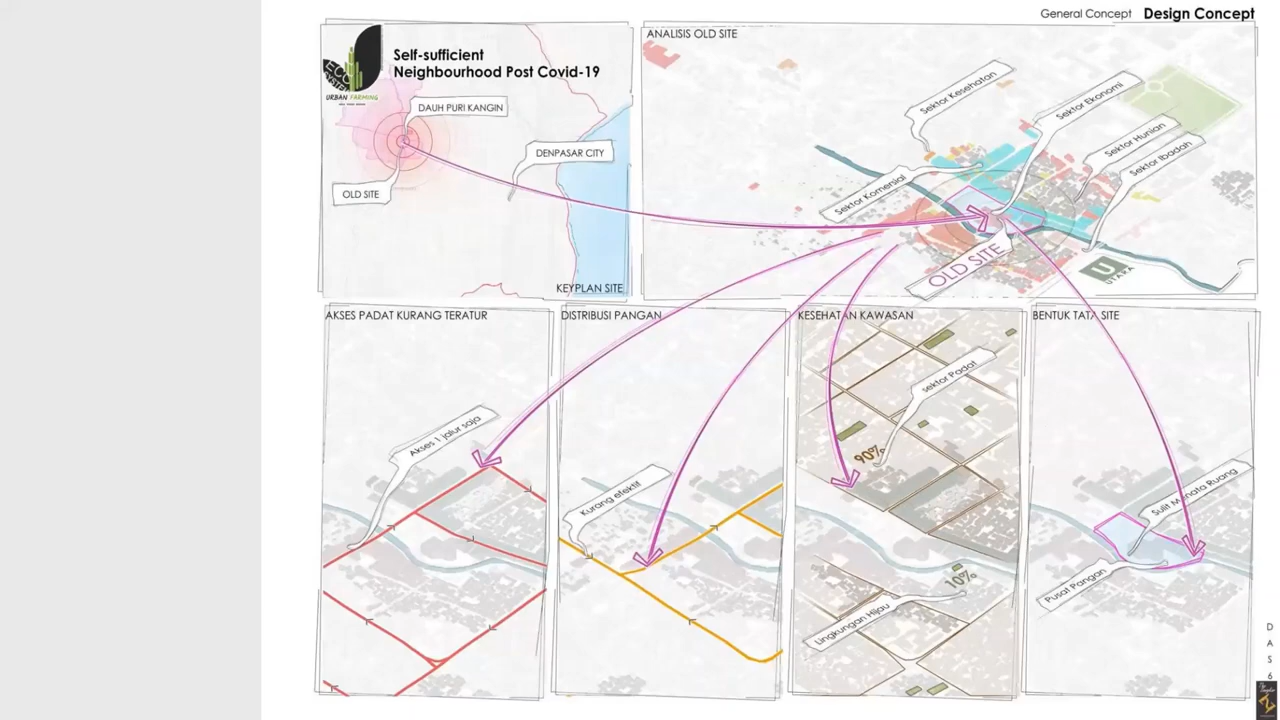 General Concept Design Concept
ECO
SYSTEM
URBAN FARMING
Self-sufficient
Neighbourhood Post Covid-19
DAUH PURI KANGIN
DENPASAR CITY
OLD SITE
KEYPLAN SITE
ANALISIS OLD SITE
Sektor Kesehatan
Sektor Ekonomi
Sektor Hunian
Sektor Ibadah
Sektor Komersial
OLD SITE
U
UTARA
AKSES PADAT KURANG TERATUR
Akses 1 jalur saja
DISTRIBUSI PANGAN
Kurang efektif
KESEHATAN KAWASAN
sektor Padat
90%
10%
Lingkungan Hijau
BENTUK TATA SITE
Sulit Menata Ruang
Pusat Pangan
D
A
S
6